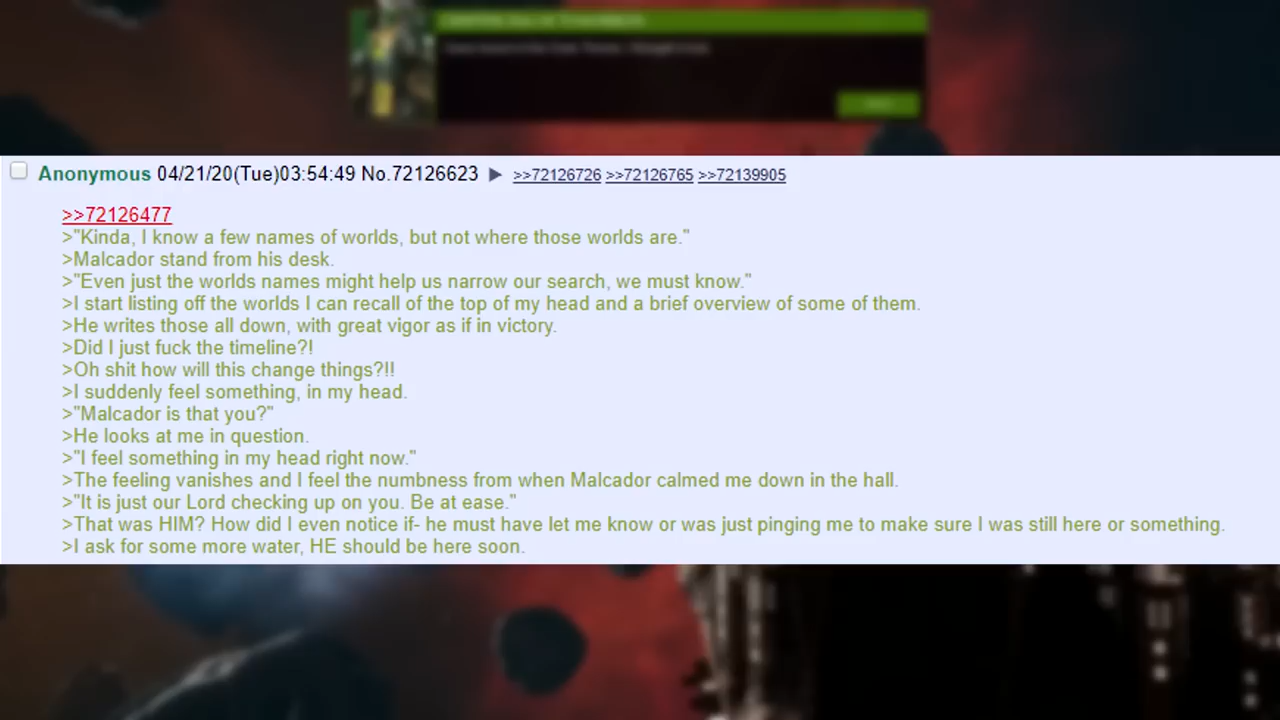 Anonymous 04/21/20(Tue)03:54:49 No.72126623 ▶ >>72126726 >>72126765 >>72139905
>>72126477
>"Kinda, I know a few names of worlds, but not where those worlds are."
>Malcador stand from his desk.
>"Even just the worlds names might help us narrow our search, we must know."
>I start listing off the worlds I can recall of the top of my head and a brief overview of some of them.
>He writes those all down, with great vigor as if in victory.
>Did I just fuck the timeline?!
>Oh shit how will this change things?!!
>I suddenly feel something, in my head.
>"Malcador is that you?"
>He looks at me in question.
>"I feel something in my head right now."
>The feeling vanishes and I feel the numbness from when Malcador calmed me down in the hall.
>"It is just our Lord checking up on you. Be at ease."
>That was HIM? How did I even notice if- he must have let me know or was just pinging me to make sure I was still here or something.
>I ask for some more water, HE should be here soon.